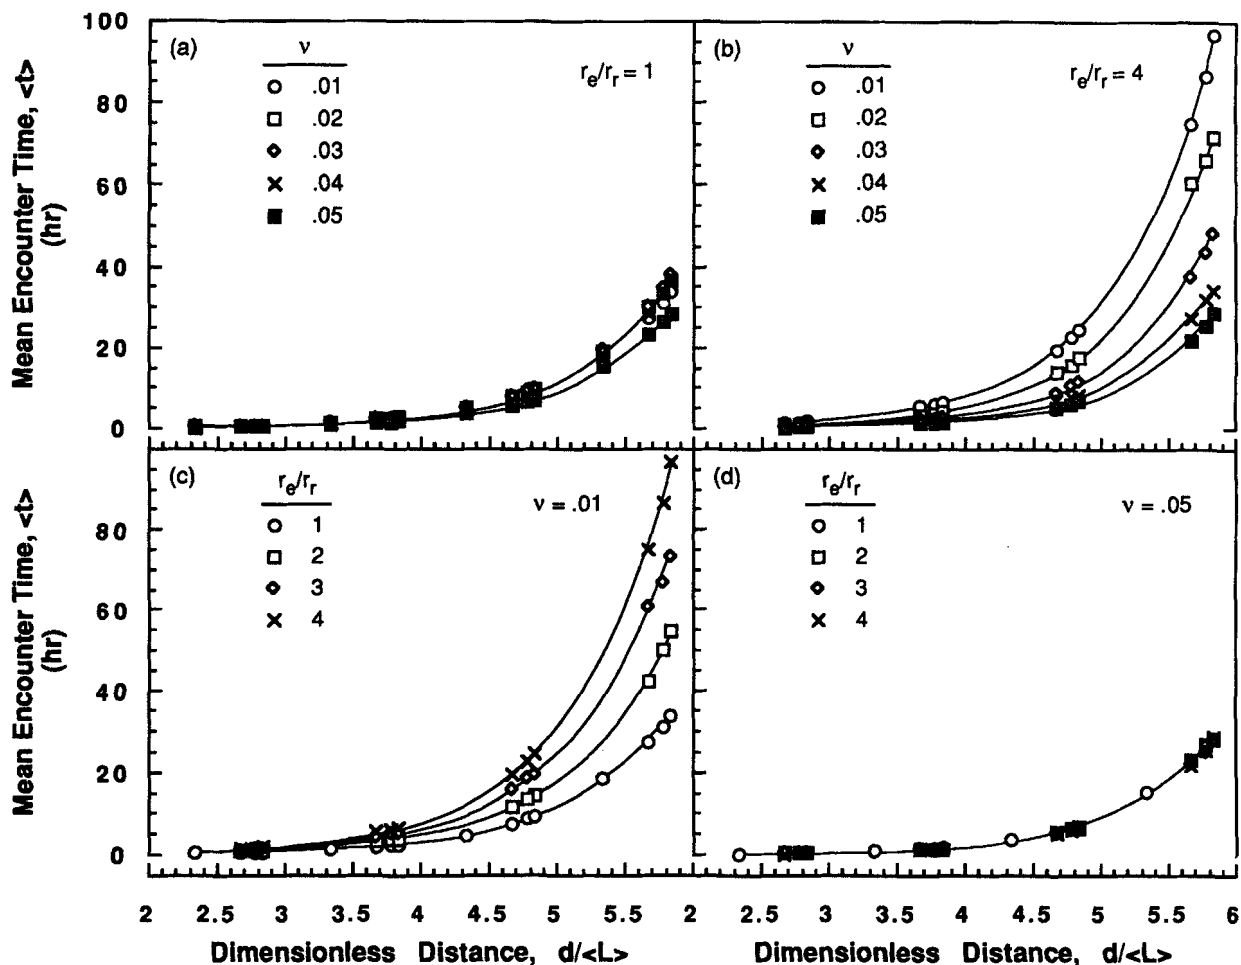 (a)
ν
.01
.02
.03
.04
.05
r_e/r_r = 1
(b)
ν
.01
.02
.03
.04
.05
r_e/r_r = 4
100
80
60
40
20
0
Mean Encounter Time, <t>
(hr)
(c)
r_e/r_r
1
2
3
4
ν = .01
(d)
r_e/r_r
1
2
3
4
ν = .05
80
60
40
20
0
Mean Encounter Time, <t>
(hr)
2 2.5 3 3.5 4 4.5 5 5.5 2 2.5 3 3.5 4 4.5 5 5.5 6
Dimensionless Distance, d/<L>
Dimensionless Distance, d/<L>